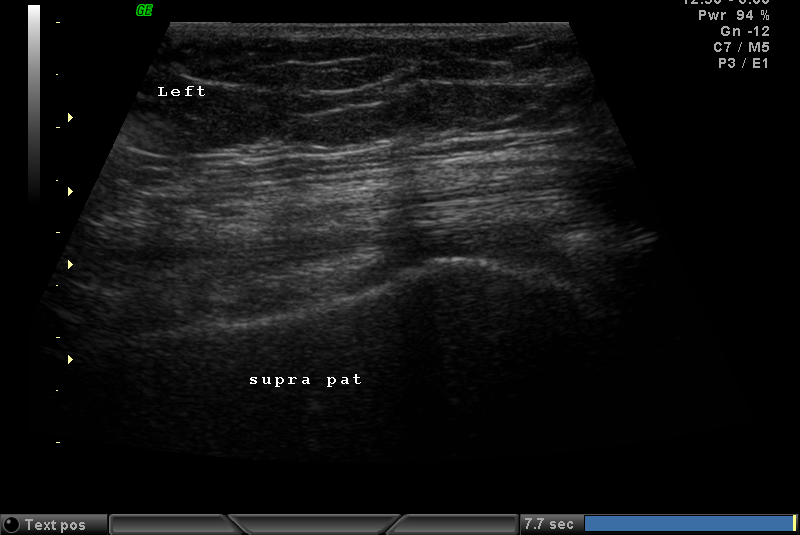 GE
Pwr 94 %
Gn -12
C7 / M5
P3 / E1
Left
supra pat
Text pos
7.7 sec